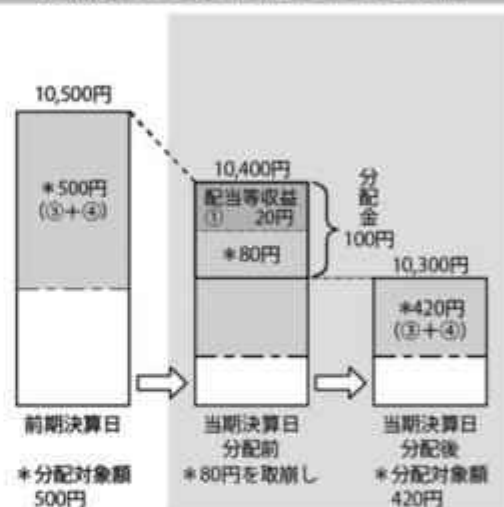 10,500円
*500円
(③+④)
10,400円
配当等収益
① 20円
*80円
分配金
100円
10,300円
*420円
(③+④)
前期決算日
*分配対象額
500円
当期決算日
分配前
*80円を取崩し
当期決算日
分配後
*分配対象額
420円